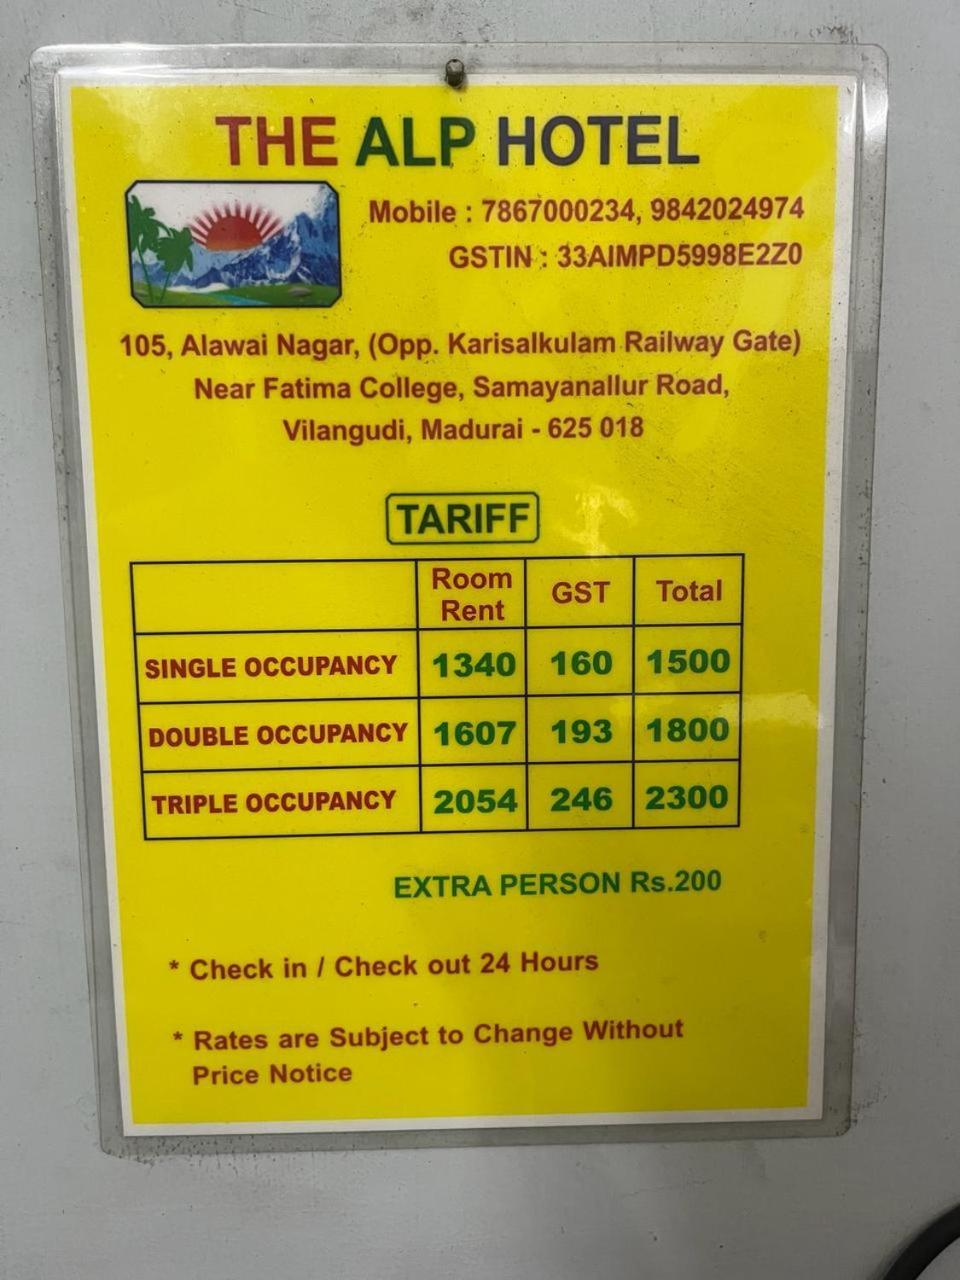 THE ALP HOTEL
Mobile : 7867000234, 9842024974
GSTIN : 33AIMPD5998E2Z0
105, Alawai Nagar, (Opp. Karisalkulam Railway Gate)
Near Fatima College, Samayanallur Road,
Vilangudi, Madurai - 625 018
TARIFF
Room Rent GST Total
SINGLE OCCUPANCY 1340 160 1500
DOUBLE OCCUPANCY 1607 193 1800
TRIPLE OCCUPANCY 2054 246 2300
EXTRA PERSON Rs.200
* Check in / Check out 24 Hours
* Rates are Subject to Change Without
Price Notice